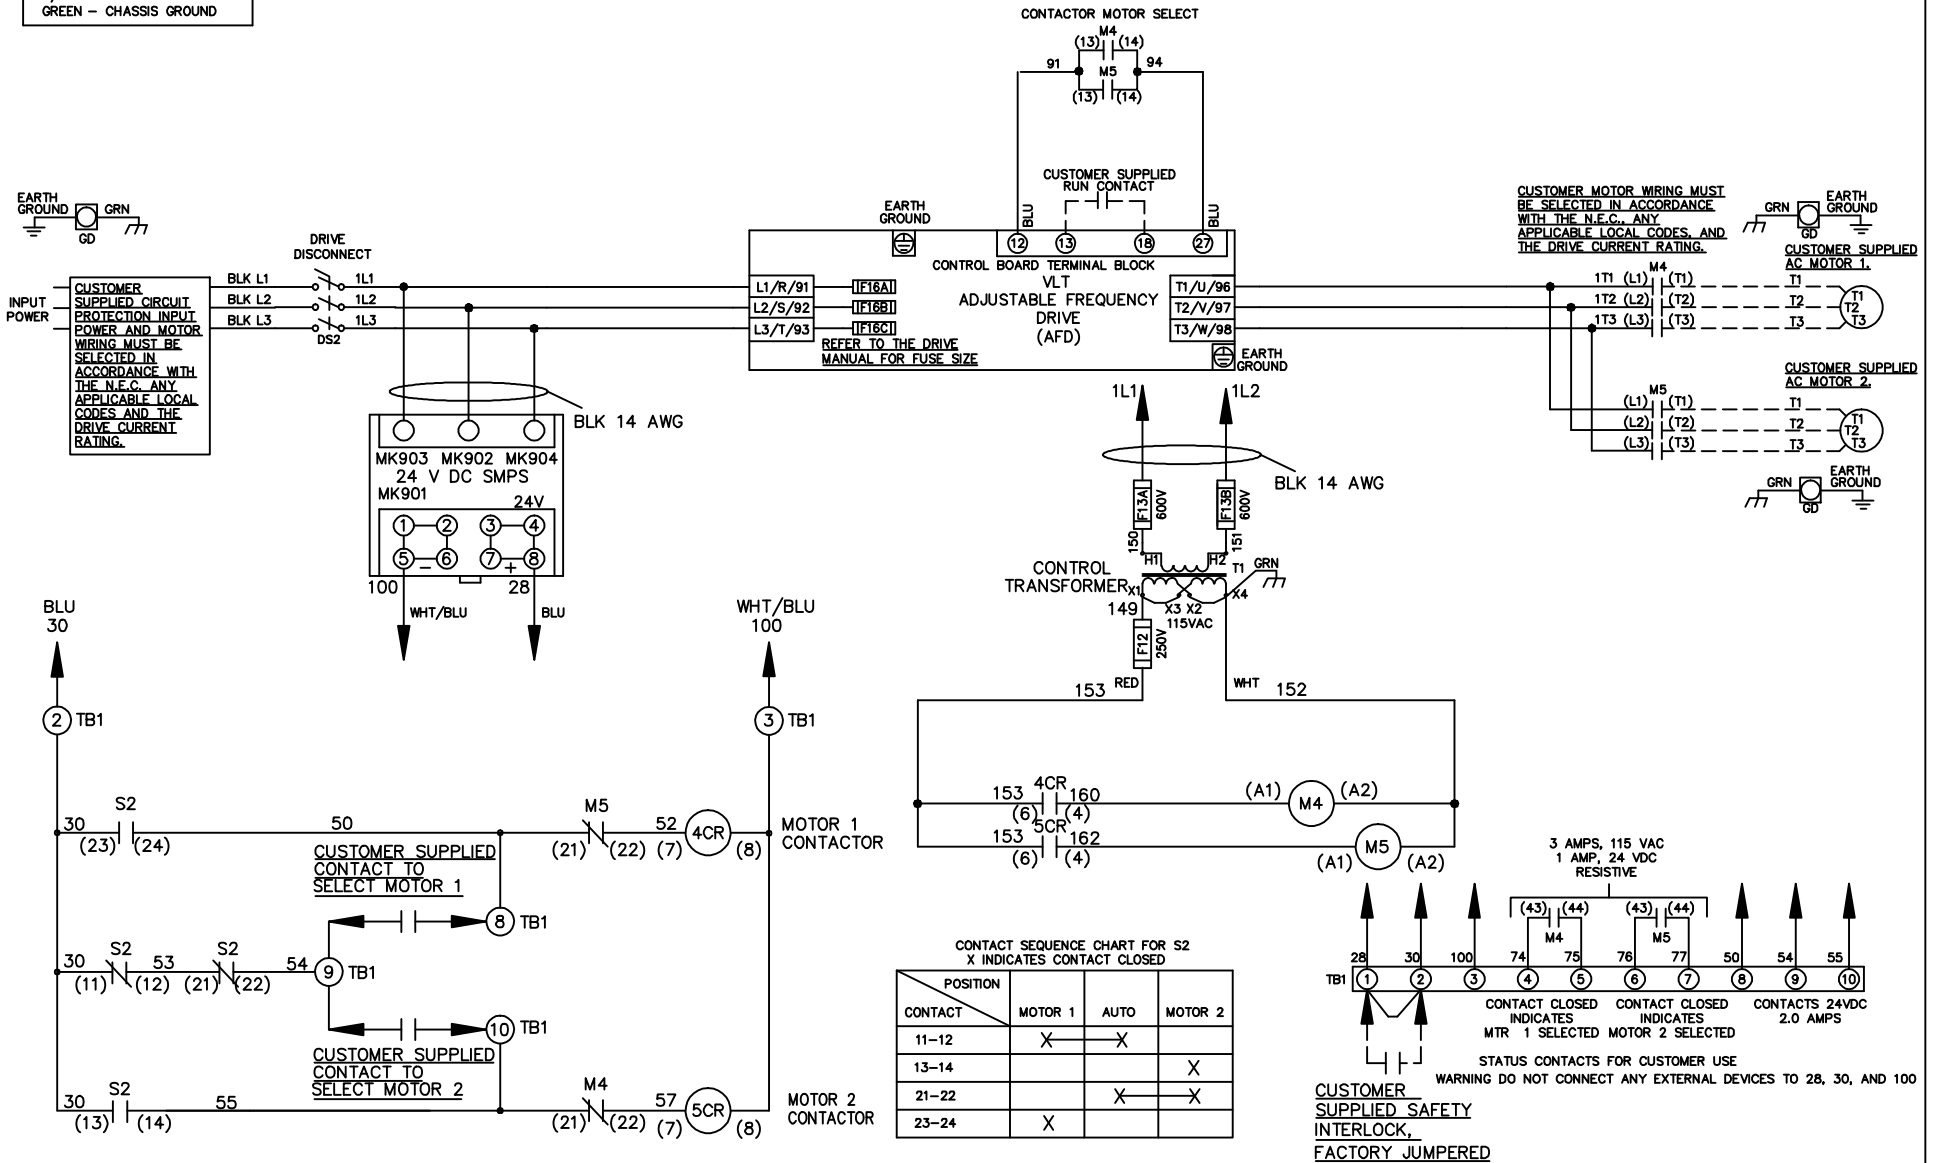 GREEN – CHASSIS GROUND
CONTACTOR MOTOR SELECT
M4
(13) (14)
91 M5 94
(13) (14)
CUSTOMER SUPPLIED
RUN CONTACT
BLU BLU
EARTH
GROUND
12 13 18 27
CONTROL BOARD TERMINAL BLOCK
VLT
ADJUSTABLE FREQUENCY
DRIVE
(AFD)
L1/R/91 IF16A
L2/S/92 IF16B
L3/T/93 IF16C
REFER TO THE DRIVE
MANUAL FOR FUSE SIZE
T1/U/96
T2/V/97
T3/W/98
EARTH
GROUND
EARTH
GROUND GRN
GD
DRIVE
DISCONNECT
INPUT
POWER
CUSTOMER
SUPPLIED CIRCUIT
PROTECTION INPUT
POWER AND MOTOR
WIRING MUST BE
SELECTED IN
ACCORDANCE WITH
THE N.E.C. ANY
APPLICABLE LOCAL
CODES AND THE
DRIVE CURRENT
RATING.
BLK L1 1L1
BLK L2 1L2
BLK L3 1L3
DS2
BLK 14 AWG
MK903 MK902 MK904
24 V DC SMPS
MK901
24V
1 2 3 4
5 – 6 7 + 8
100 28
WHT/BLU BLU
CUSTOMER MOTOR WIRING MUST
BE SELECTED IN ACCORDANCE
WITH THE N.E.C., ANY
APPLICABLE LOCAL CODES, AND
THE DRIVE CURRENT RATING.
EARTH
GRN GROUND
GD
CUSTOMER SUPPLIED
AC MOTOR 1.
M4
1T1 (L1) (T1) T1 T1
1T2 (L2) (T2) T2 T2
1T3 (L3) (T3) T3 T3
CUSTOMER SUPPLIED
AC MOTOR 2.
M5
(L1) (T1) T1 T1
(L2) (T2) T2 T2
(L3) (T3) T3 T3
EARTH
GRN GROUND
GD
1L1 1L2
BLK 14 AWG
F13A 600V F13B 600V
150 151
H1 H2
CONTROL
TRANSFORMER
T1 GRN
X1 X3 X2 X4
149 115VAC
F12 250V
153 RED WHT 152
4CR
153 160 (A1) M4 (A2)
(6) (4)
5CR
153 162 M5
(6) (4) (A1) (A2)
BLU
30
WHT/BLU
100
2 TB1 3 TB1
S2 M5
30 50 52 4CR MOTOR 1
(23) (24) (21) (22) (7) (8) CONTACTOR
CUSTOMER SUPPLIED
CONTACT TO
SELECT MOTOR 1
8 TB1
S2 S2
30 53 54 9 TB1
(11) (12) (21) (22)
10 TB1
CUSTOMER SUPPLIED
CONTACT TO
SELECT MOTOR 2
S2 M4
30 55 57 5CR MOTOR 2
(13) (14) (21) (22) (7) (8) CONTACTOR
CONTACT SEQUENCE CHART FOR S2
X INDICATES CONTACT CLOSED
POSITION
CONTACT MOTOR 1 AUTO MOTOR 2
11–12 X X
13–14 X
21–22 X X
23–24 X
3 AMPS, 115 VAC
1 AMP, 24 VDC
RESISTIVE
(43) (44) (43) (44)
M4 M5
28 30 100 74 75 76 77 50 54 55
TB1 1 2 3 4 5 6 7 8 9 10
CONTACT CLOSED
INDICATES
MTR 1 SELECTED
CONTACT CLOSED
INDICATES
MOTOR 2 SELECTED
CONTACTS 24VDC
2.0 AMPS
STATUS CONTACTS FOR CUSTOMER USE
WARNING DO NOT CONNECT ANY EXTERNAL DEVICES TO 28, 30, AND 100
CUSTOMER
SUPPLIED SAFETY
INTERLOCK,
FACTORY JUMPERED